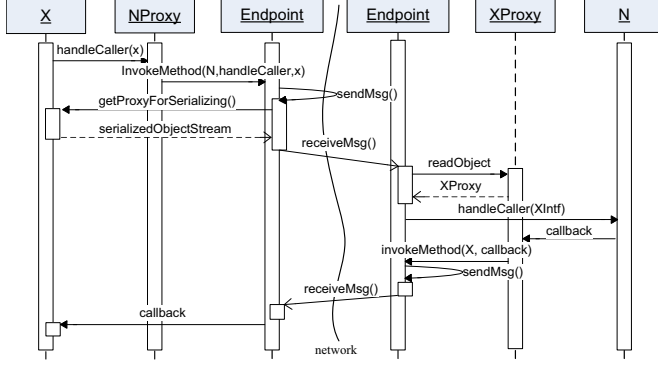 X
NProxy
Endpoint
Endpoint
XProxy
N
handleCaller(x)
InvokeMethod(N,handleCaller,x)
sendMsg()
getProxyForSerializing()
serializedObjectStream
receiveMsg()
readObject
XProxy
handleCaller(XIntf)
callback
invokeMethod(X, callback)
sendMsg()
receiveMsg()
callback
network